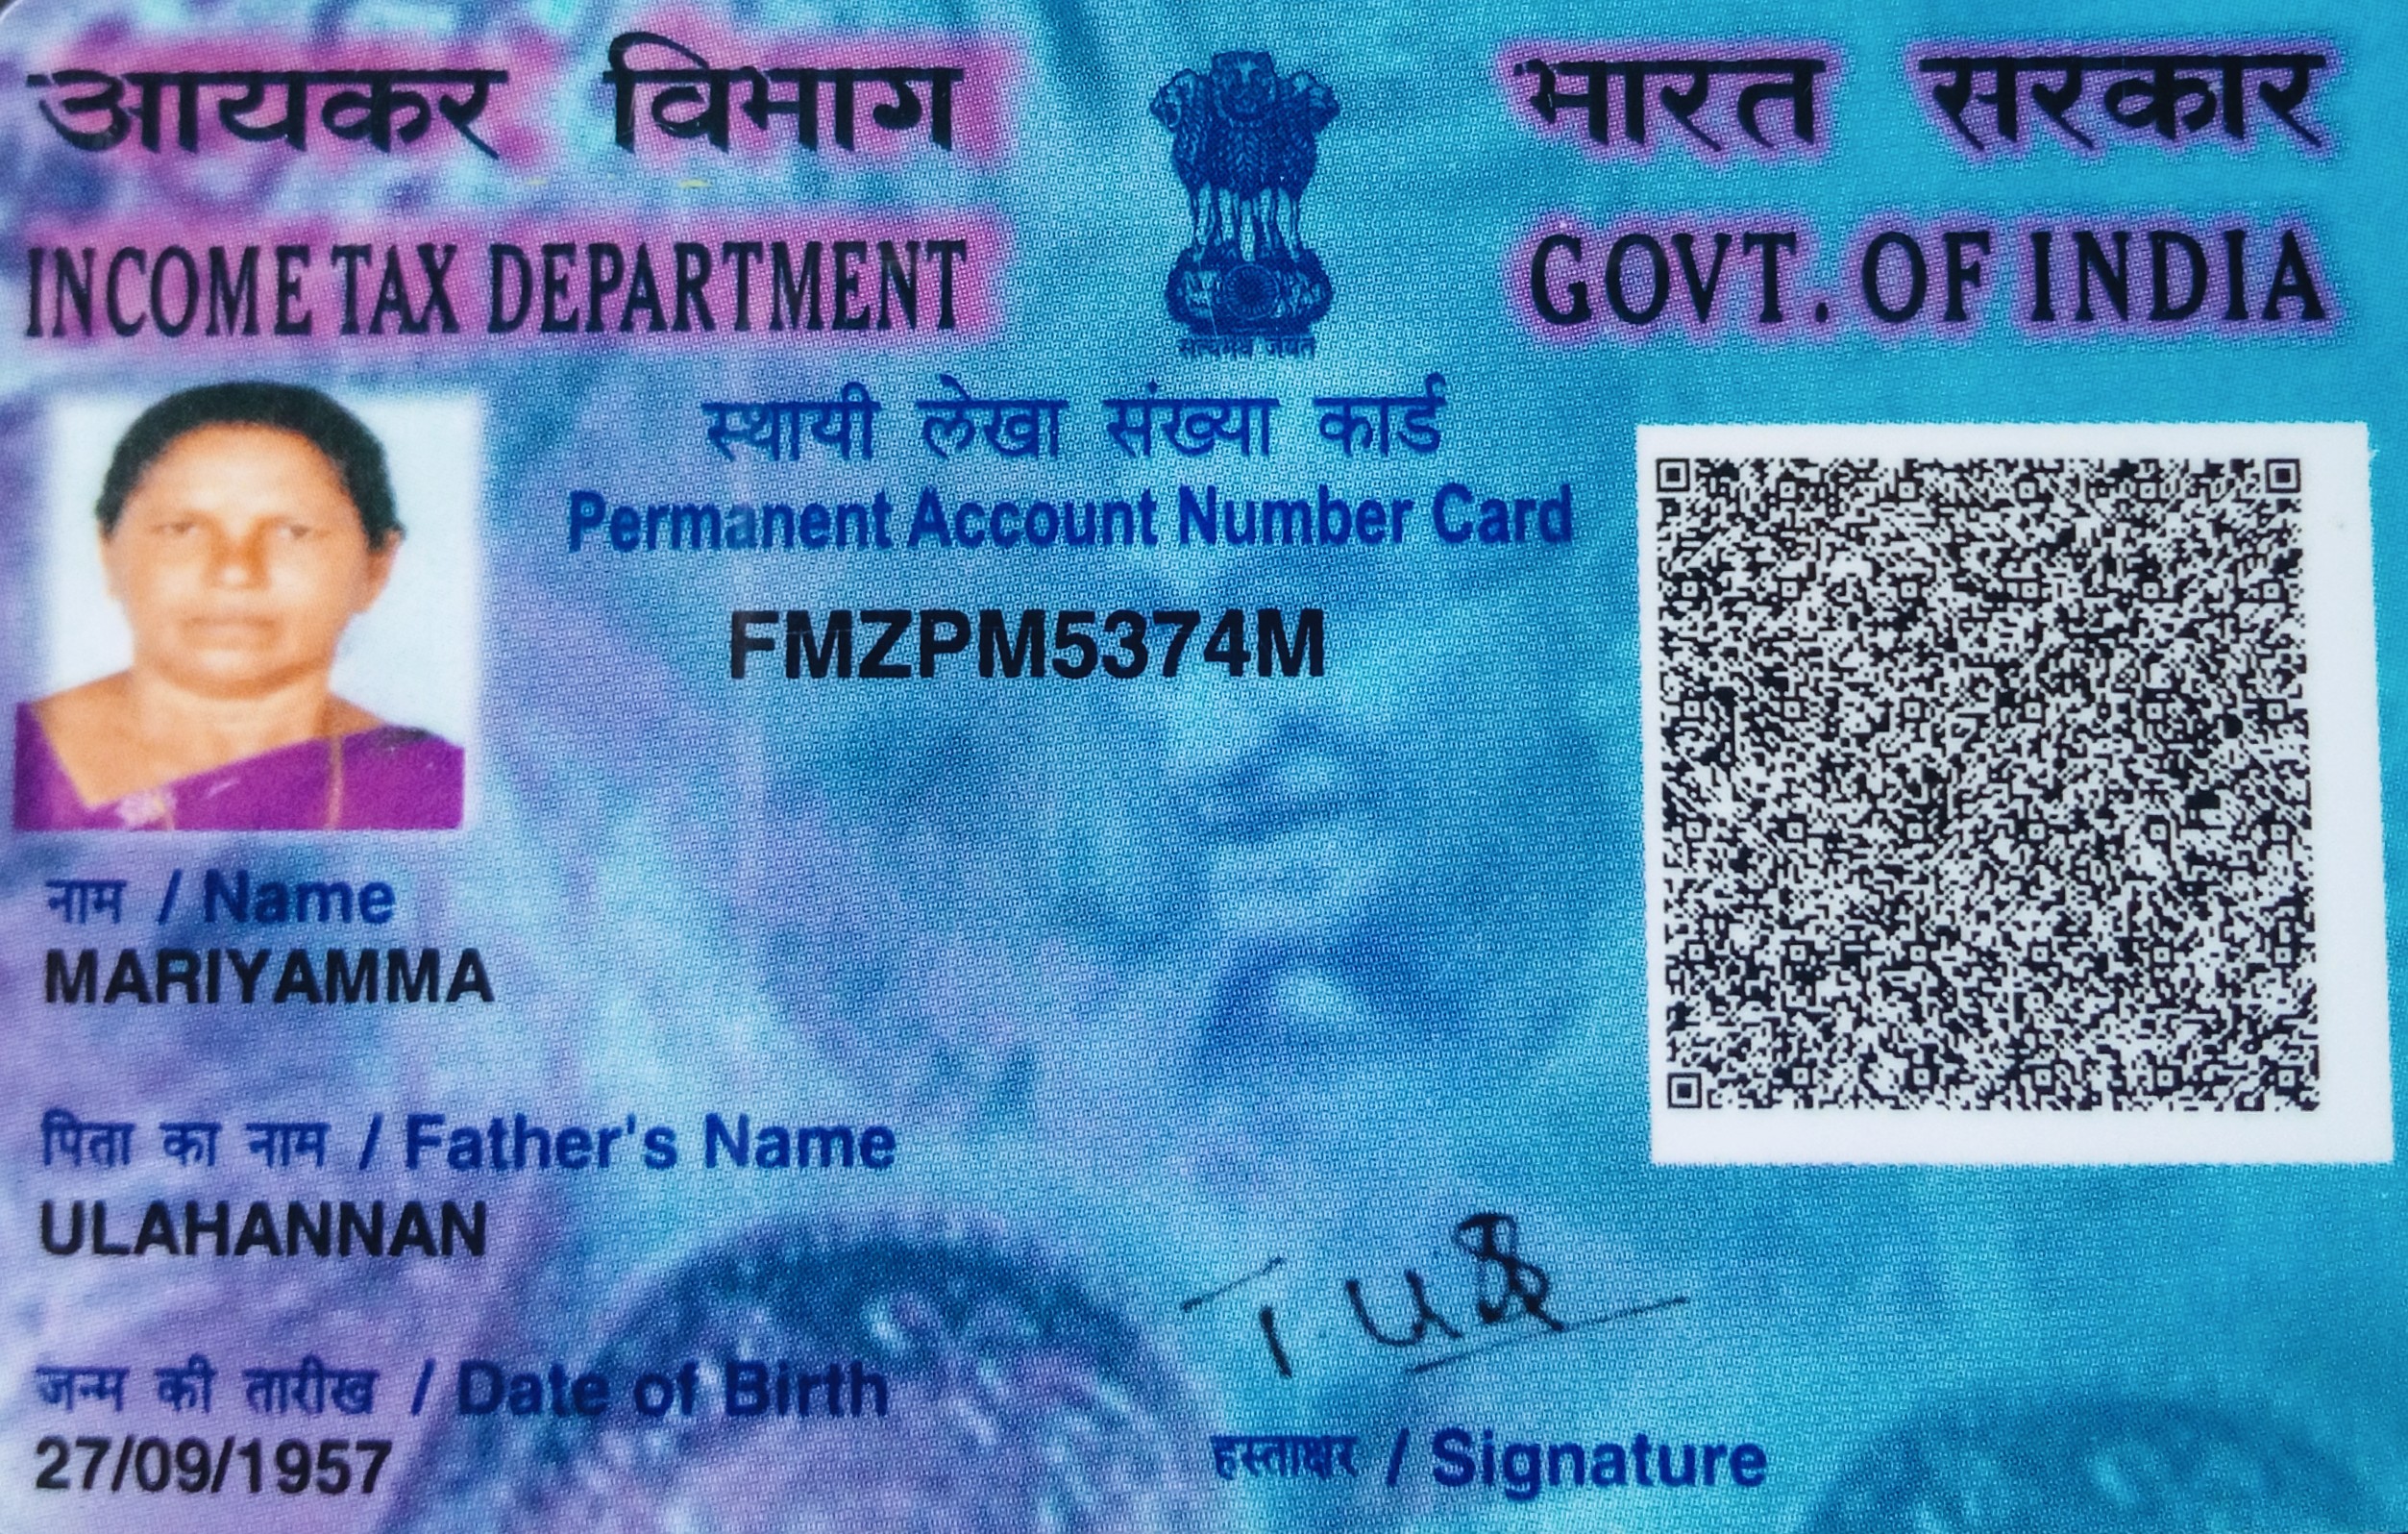 आयकर विभाग
INCOME TAX DEPARTMENT
सत्यमेव जयते
भारत सरकार
GOVT. OF INDIA
स्थायी लेखा संख्या कार्ड
Permanent Account Number Card
FMZPM5374M
नाम / Name
MARIYAMMA
पिता का नाम / Father's Name
ULAHANNAN
जन्म की तारीख / Date of Birth
27/09/1957
हस्ताक्षर / Signature